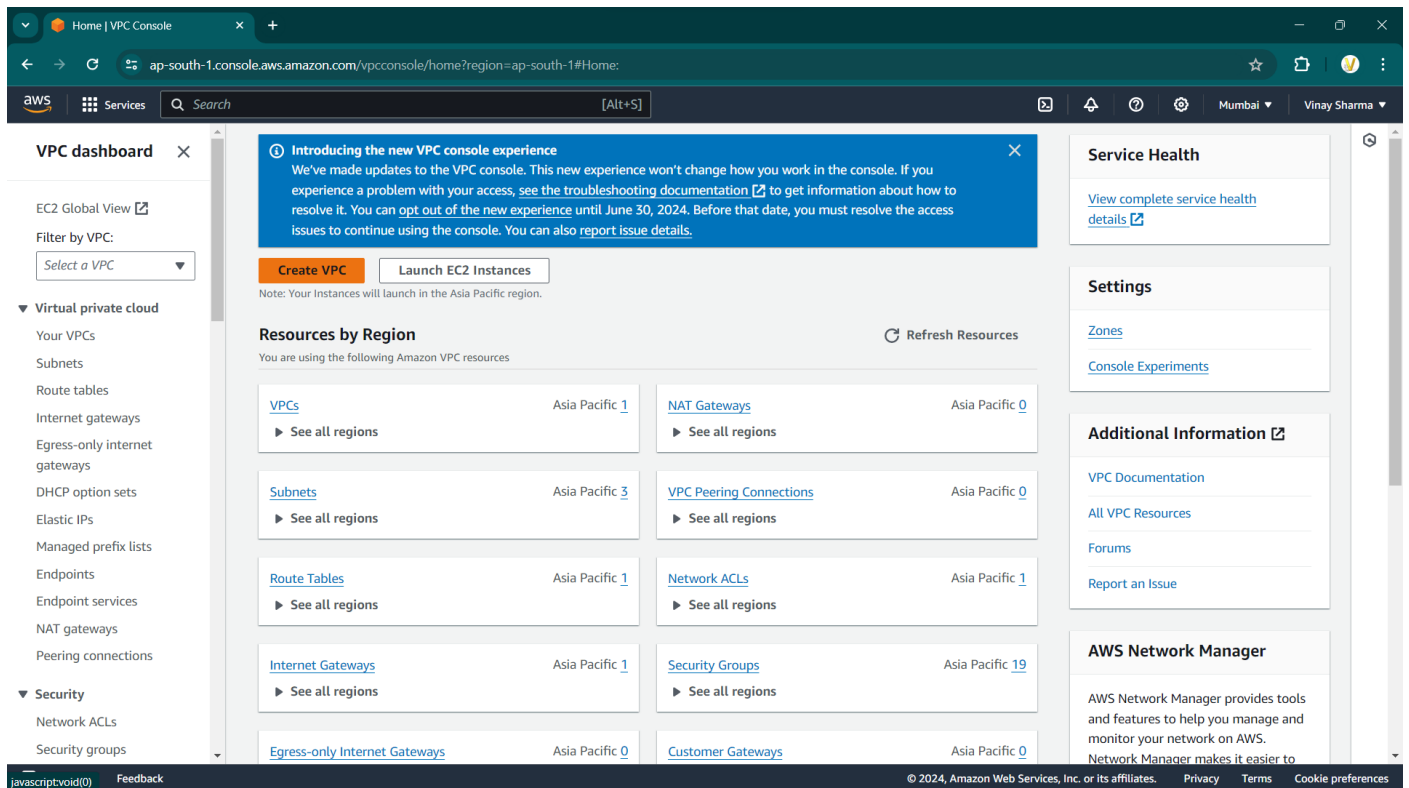 Home | VPC Console
ap-south-1.console.aws.amazon.com/vpcconsole/home?region=ap-south-1#Home:
aws
Services
Search
[Alt+S]
Mumbai
Vinay Sharma
VPC dashboard
EC2 Global View
Filter by VPC:
Select a VPC
Virtual private cloud
Your VPCs
Subnets
Route tables
Internet gateways
Egress-only internet
gateways
DHCP option sets
Elastic IPs
Managed prefix lists
Endpoints
Endpoint services
NAT gateways
Peering connections
Security
Network ACLs
Security groups
Introducing the new VPC console experience
We've made updates to the VPC console. This new experience won't change how you work in the console. If you
experience a problem with your access, see the troubleshooting documentation to get information about how to
resolve it. You can opt out of the new experience until June 30, 2024. Before that date, you must resolve the access
issues to continue using the console. You can also report issue details.
Create VPC
Launch EC2 Instances
Note: Your Instances will launch in the Asia Pacific region.
Resources by Region
Refresh Resources
You are using the following Amazon VPC resources
VPCs Asia Pacific 1
See all regions
NAT Gateways Asia Pacific 0
See all regions
Subnets Asia Pacific 3
See all regions
VPC Peering Connections Asia Pacific 0
See all regions
Route Tables Asia Pacific 1
See all regions
Network ACLs Asia Pacific 1
See all regions
Internet Gateways Asia Pacific 1
See all regions
Security Groups Asia Pacific 19
See all regions
Egress-only Internet Gateways Asia Pacific 0
Customer Gateways Asia Pacific 0
Service Health
View complete service health
details
Settings
Zones
Console Experiments
Additional Information
VPC Documentation
All VPC Resources
Forums
Report an Issue
AWS Network Manager
AWS Network Manager provides tools
and features to help you manage and
monitor your network on AWS.
Network Manager makes it easier to
javascript:void(0)
Feedback
© 2024, Amazon Web Services, Inc. or its affiliates.
Privacy
Terms
Cookie preferences